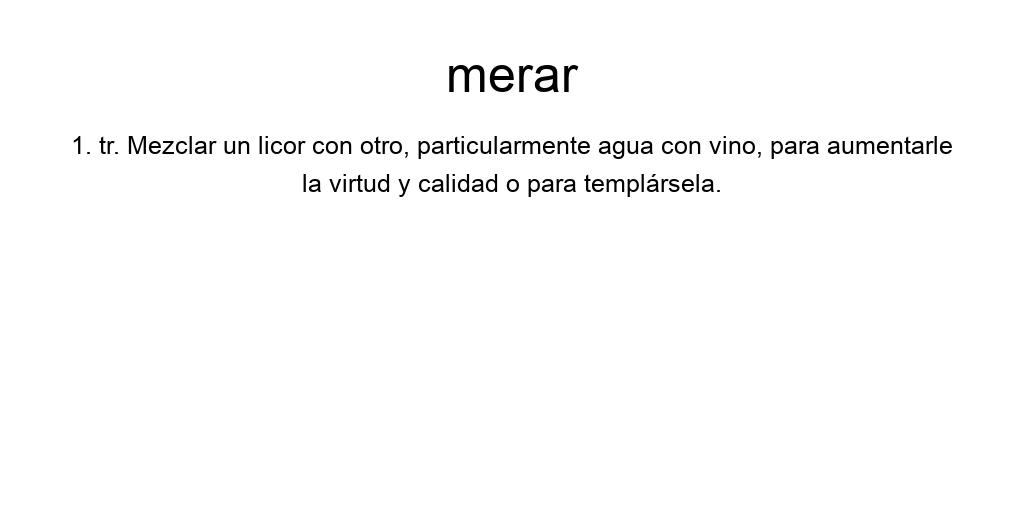 merar
1. tr. Mezclar un licor con otro, particularmente agua con vino, para aumentarle
la virtud y calidad o para templársela.